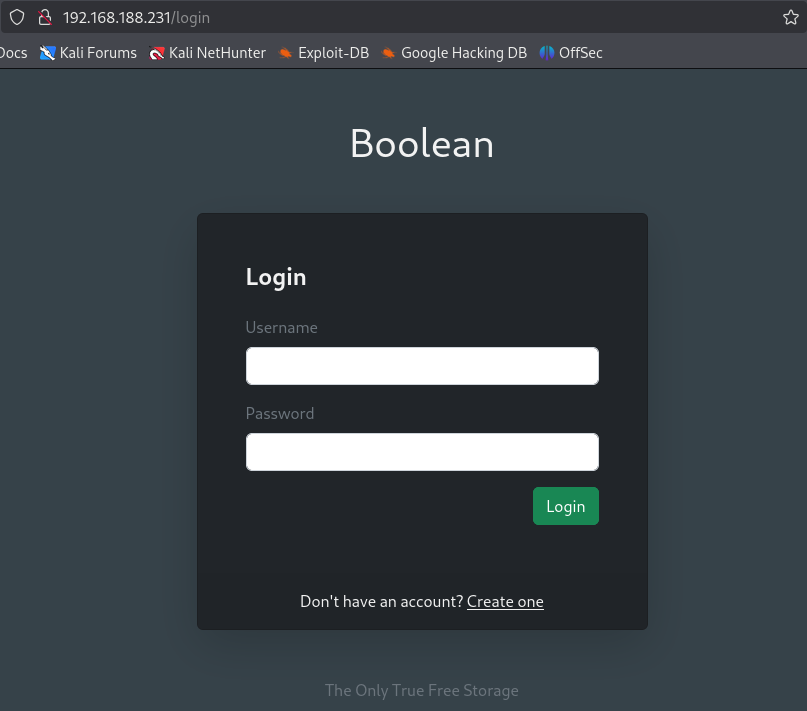 192.168.188.231/login
Docs Kali Forums Kali NetHunter Exploit-DB Google Hacking DB OffSec
Boolean
Login
Username
Password
Login
Don't have an account? Create one
The Only True Free Storage